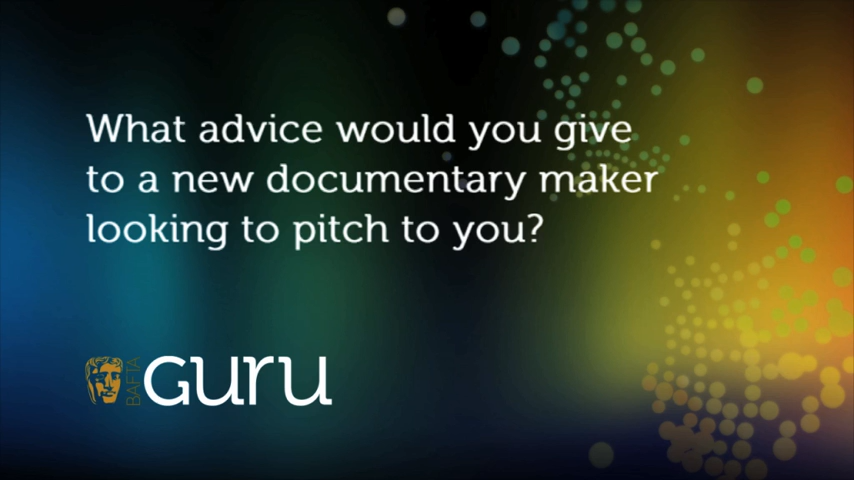 What advice would you give
to a new documentary maker
looking to pitch to you?
BAFTA
Guru